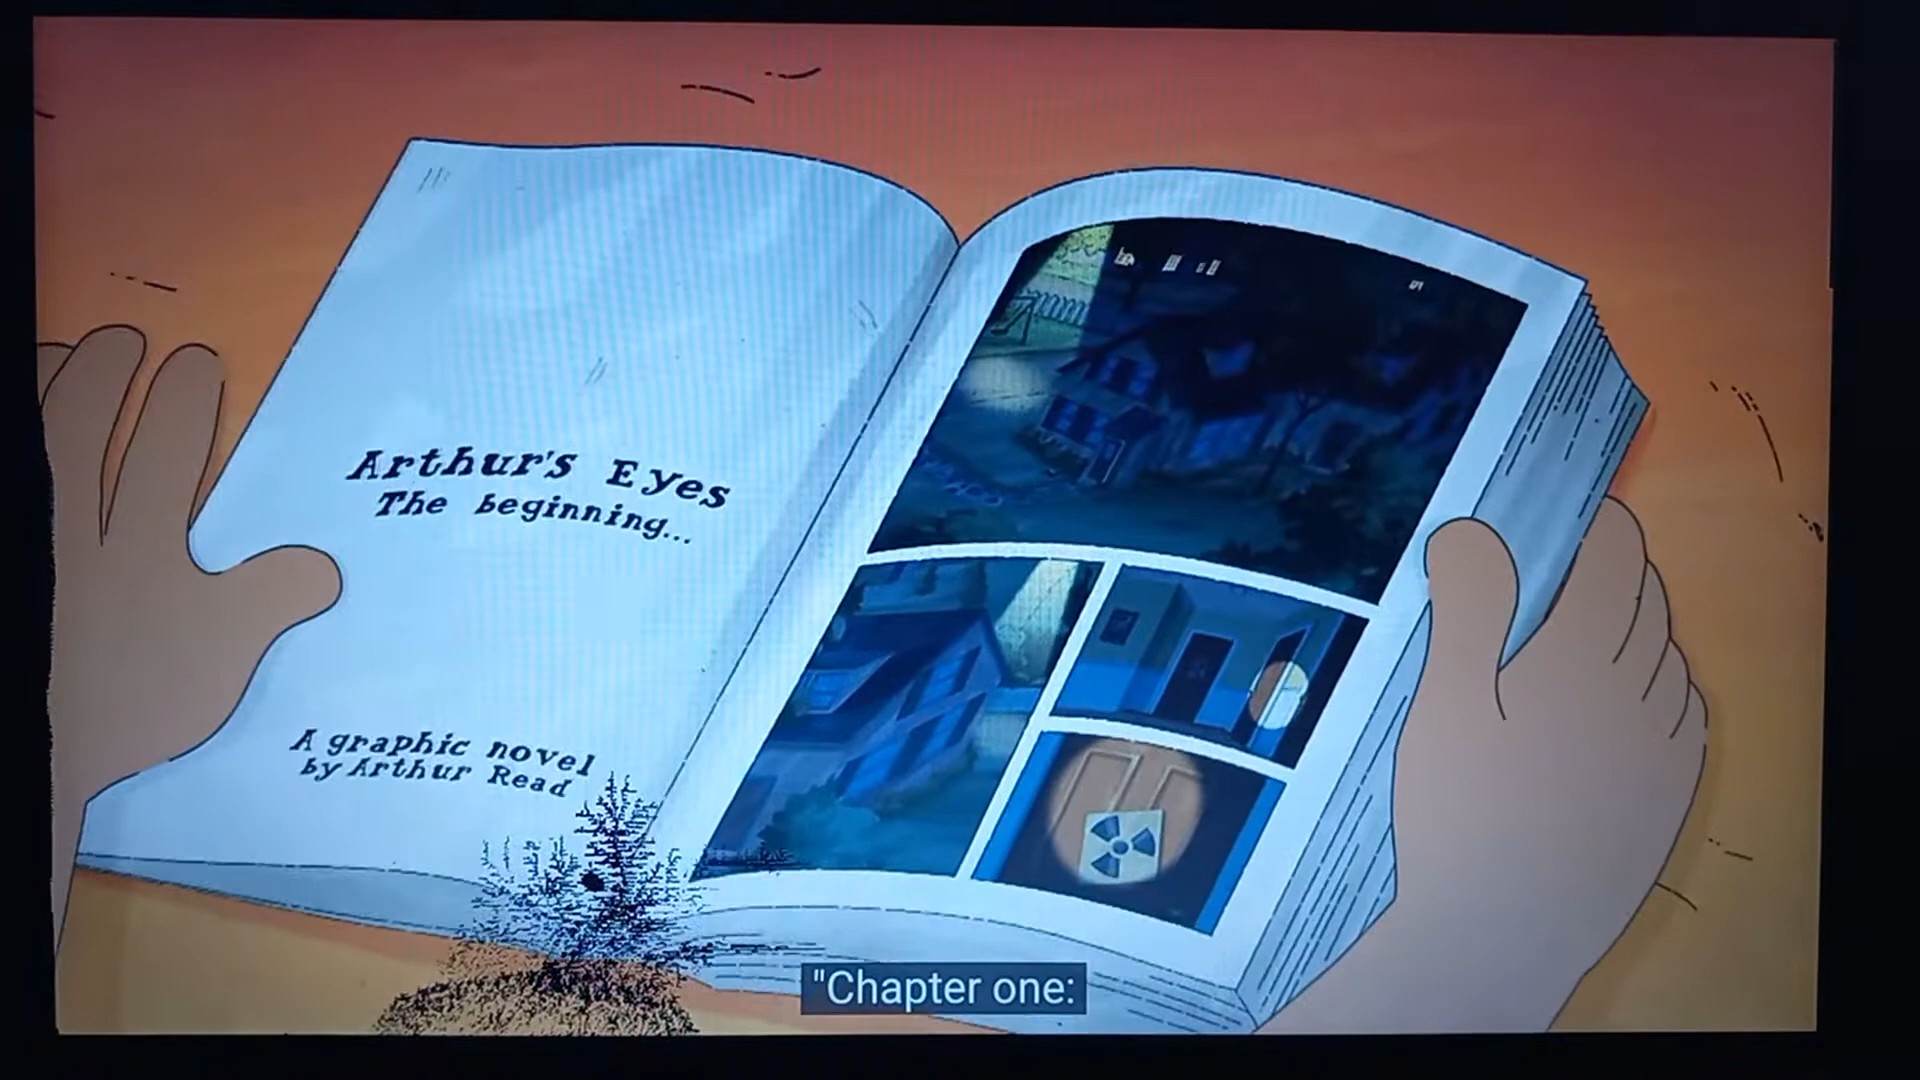 Arthur's Eyes
The beginning...
A graphic novel
by Arthur Read
"Chapter one: